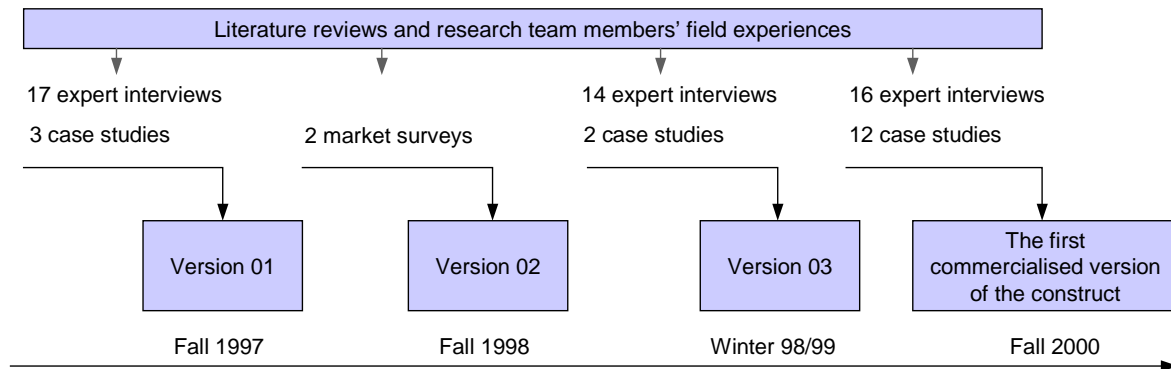 Literature reviews and research team members’ field experiences
17 expert interviews
3 case studies
2 market surveys
14 expert interviews
2 case studies
16 expert interviews
12 case studies
Version 01
Version 02
Version 03
The first
commercialised version
of the construct
Fall 1997
Fall 1998
Winter 98/99
Fall 2000